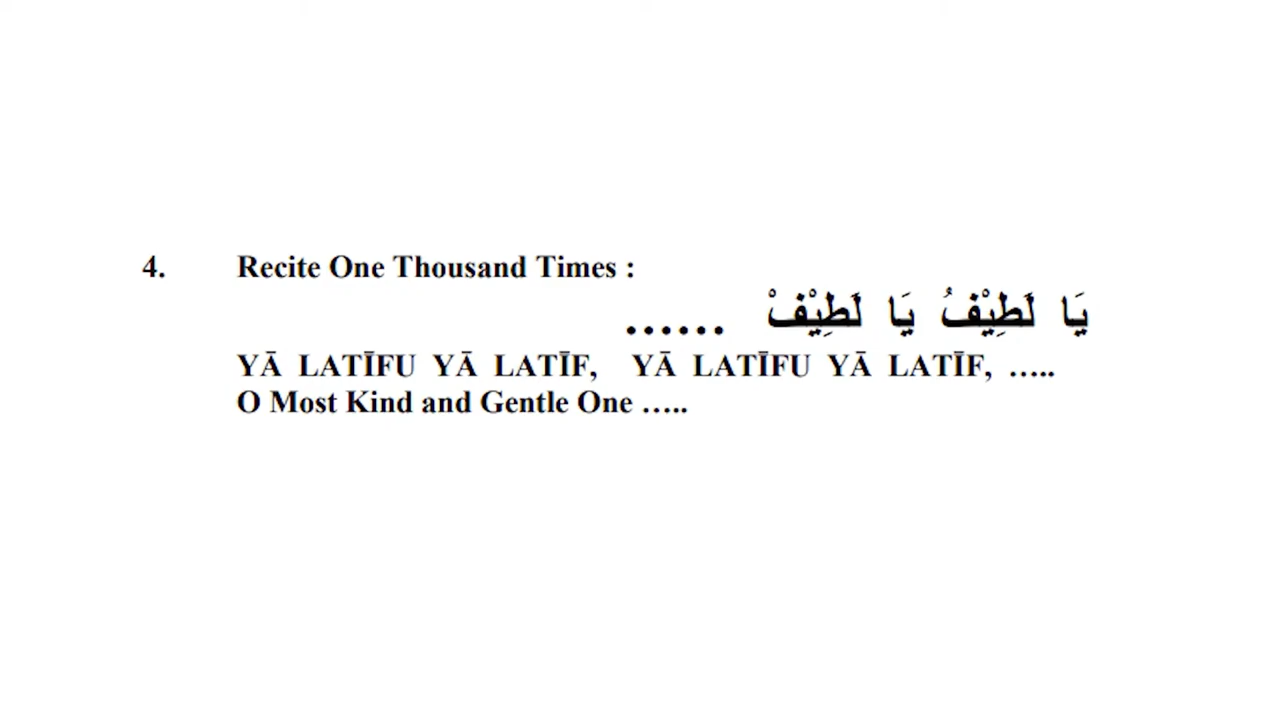 4. Recite One Thousand Times :
يَا لَطِيْفُ يَا لَطِيْفْ ......
YĀ LATĪFU YĀ LATĪF, YĀ LATĪFU YĀ LATĪF, …..
O Most Kind and Gentle One …..